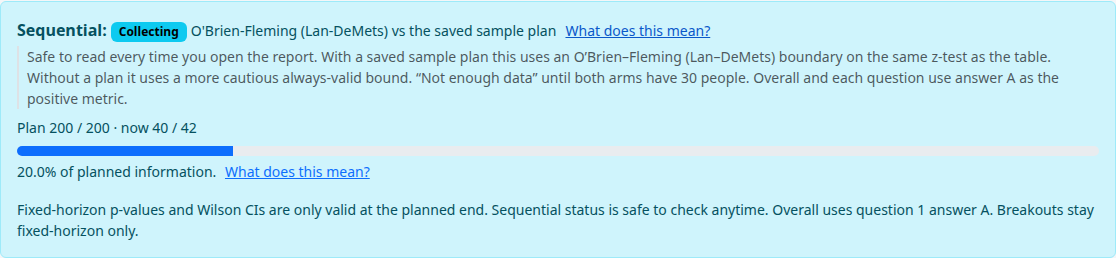 Sequential: Collecting O'Brien-Fleming (Lan-DeMets) vs the saved sample plan What does this mean?
Safe to read every time you open the report. With a saved sample plan this uses an O’Brien–Fleming (Lan–DeMets) boundary on the same z-test as the table.
Without a plan it uses a more cautious always-valid bound. “Not enough data” until both arms have 30 people. Overall and each question use answer A as the
positive metric.
Plan 200 / 200 · now 40 / 42
20.0% of planned information. What does this mean?
Fixed-horizon p-values and Wilson CIs are only valid at the planned end. Sequential status is safe to check anytime. Overall uses question 1 answer A. Breakouts stay
fixed-horizon only.